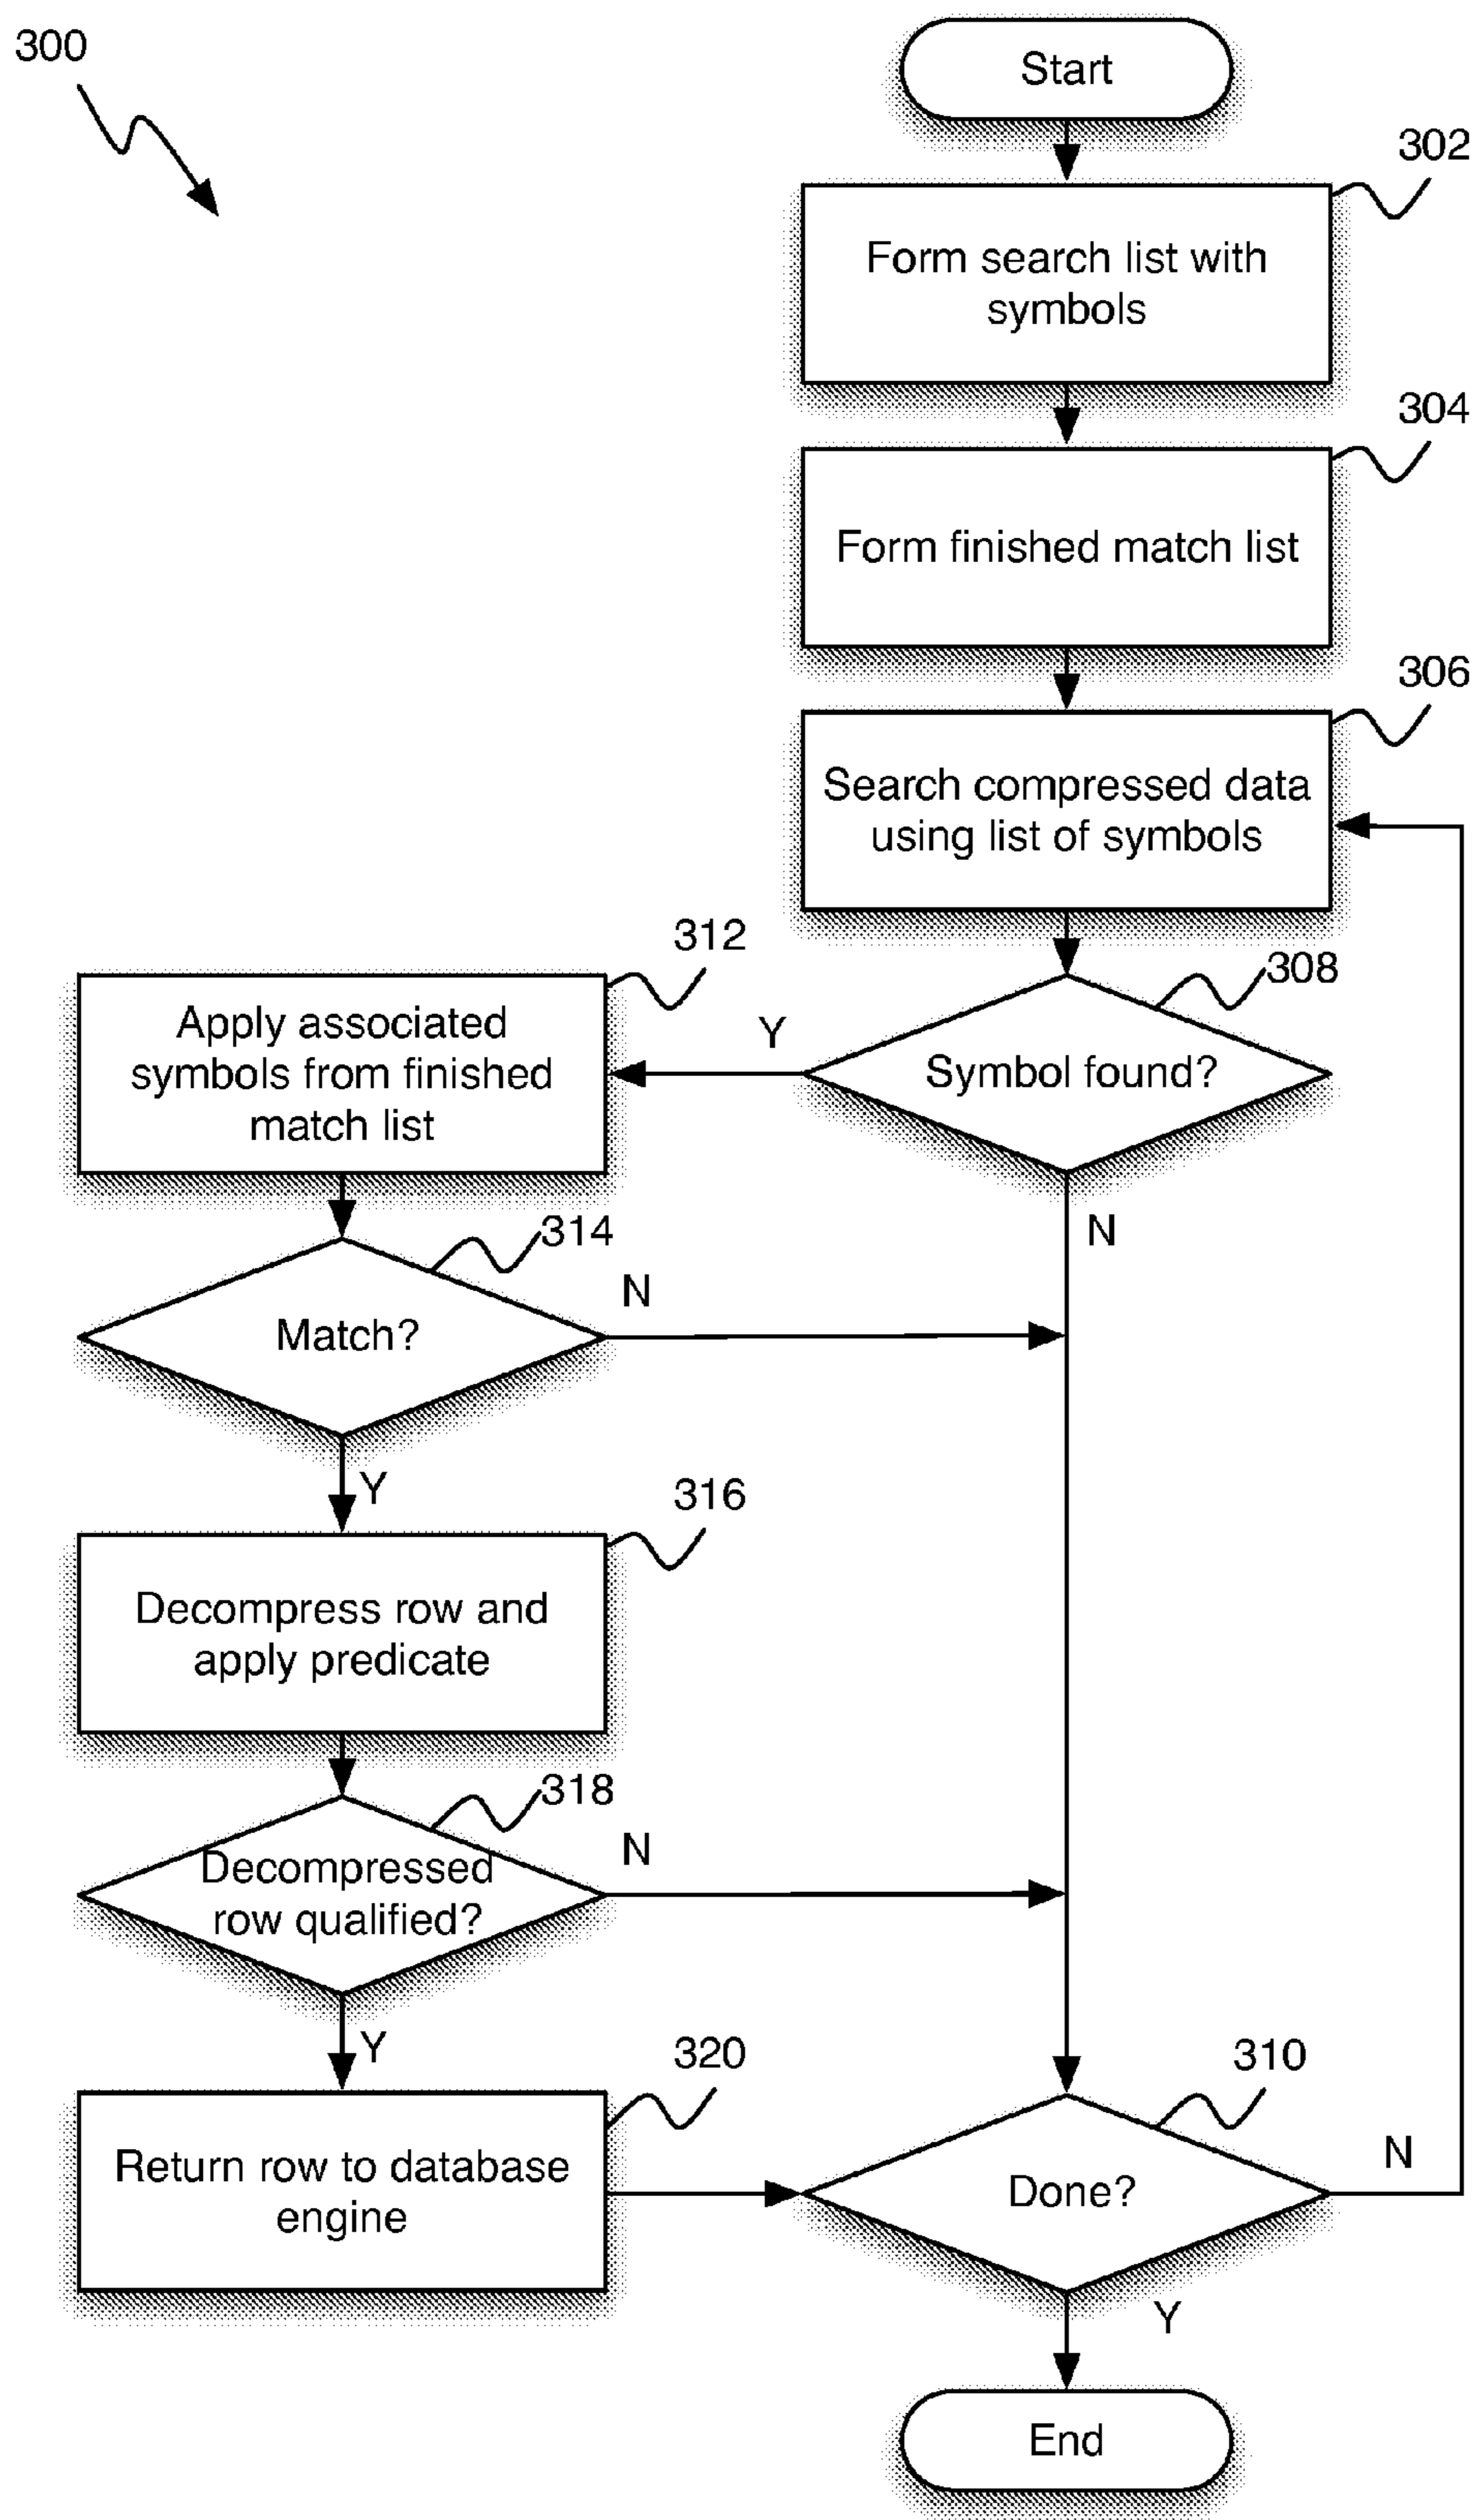 300
Start
302
Form search list with
symbols
304
Form finished match list
306
Search compressed data
using list of symbols
312
308
Apply associated
symbols from finished
match list
Y
Symbol found?
N
314
Match?
N
Y
316
Decompress row and
apply predicate
318
Decompressed
row qualified?
N
Y
320
310
Return row to database
engine
Done?
N
Y
End